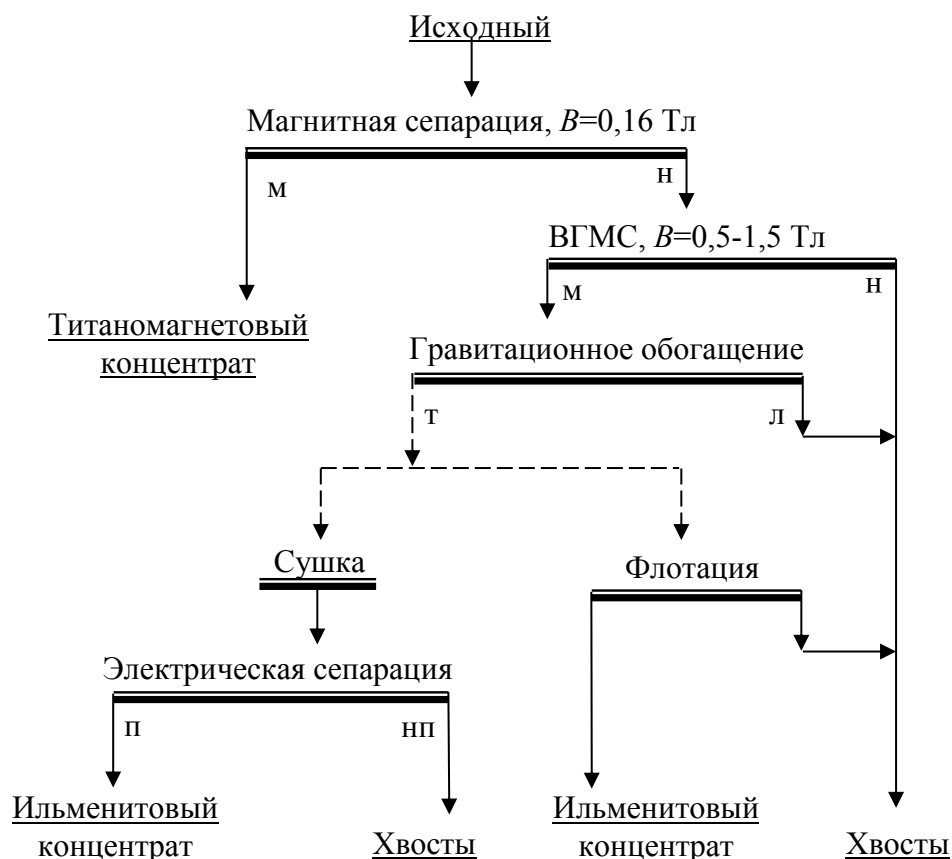 Исходный
Магнитная сепарация, B=0,16 Тл
м
н
ВГМС, B=0,5-1,5 Тл
м
н
Титаномагнетовый
концентрат
Гравитационное обогащение
т
л
Сушка
Флотация
Электрическая сепарация
п
нп
Ильменитовый
концентрат
Хвосты
Ильменитовый
концентрат
Хвосты